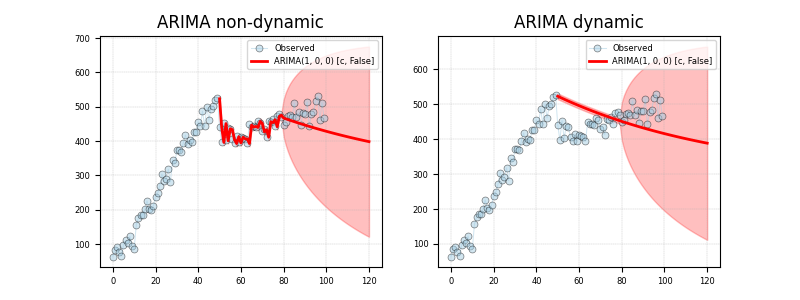 ARIMA non-dynamic
700
600
500
400
300
200
100
0 20 40 60 80 100 120
Observed
ARIMA(1, 0, 0) [c, False]
ARIMA dynamic
600
500
400
300
200
100
0 20 40 60 80 100 120
Observed
ARIMA(1, 0, 0) [c, False]